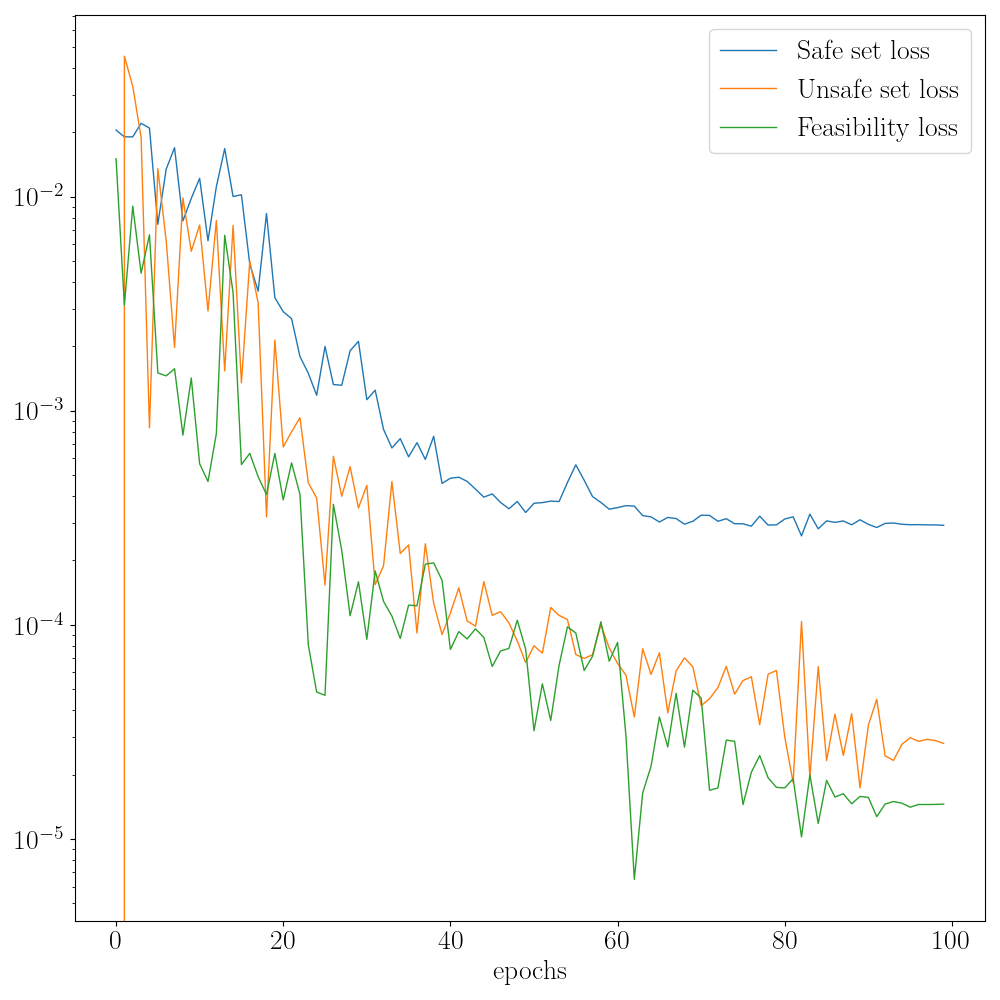 Safe set loss
Unsafe set loss
Feasibility loss
10⁻²
10⁻³
10⁻⁴
10⁻⁵
0 20 40 60 80 100
epochs